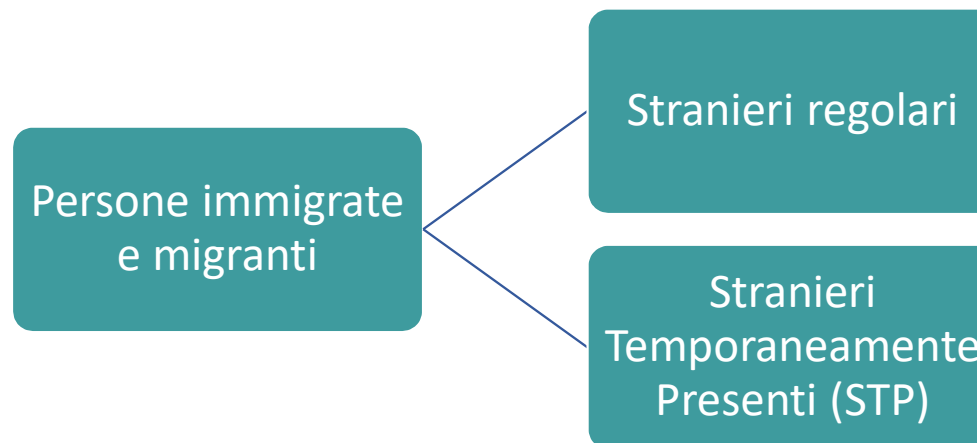 Persone immigrate
e migranti
Stranieri regolari
Stranieri
Temporaneamente
Presenti (STP)